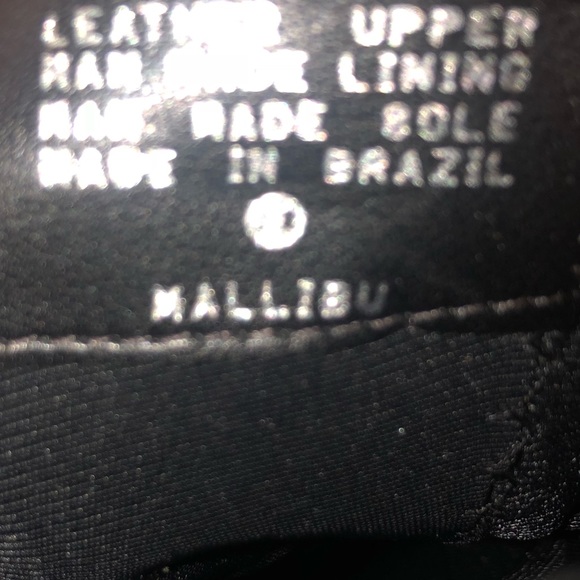 LEATHER UPPER
MAN MADE LINING
MAN MADE SOLE
MADE IN BRAZIL
MALLIBU